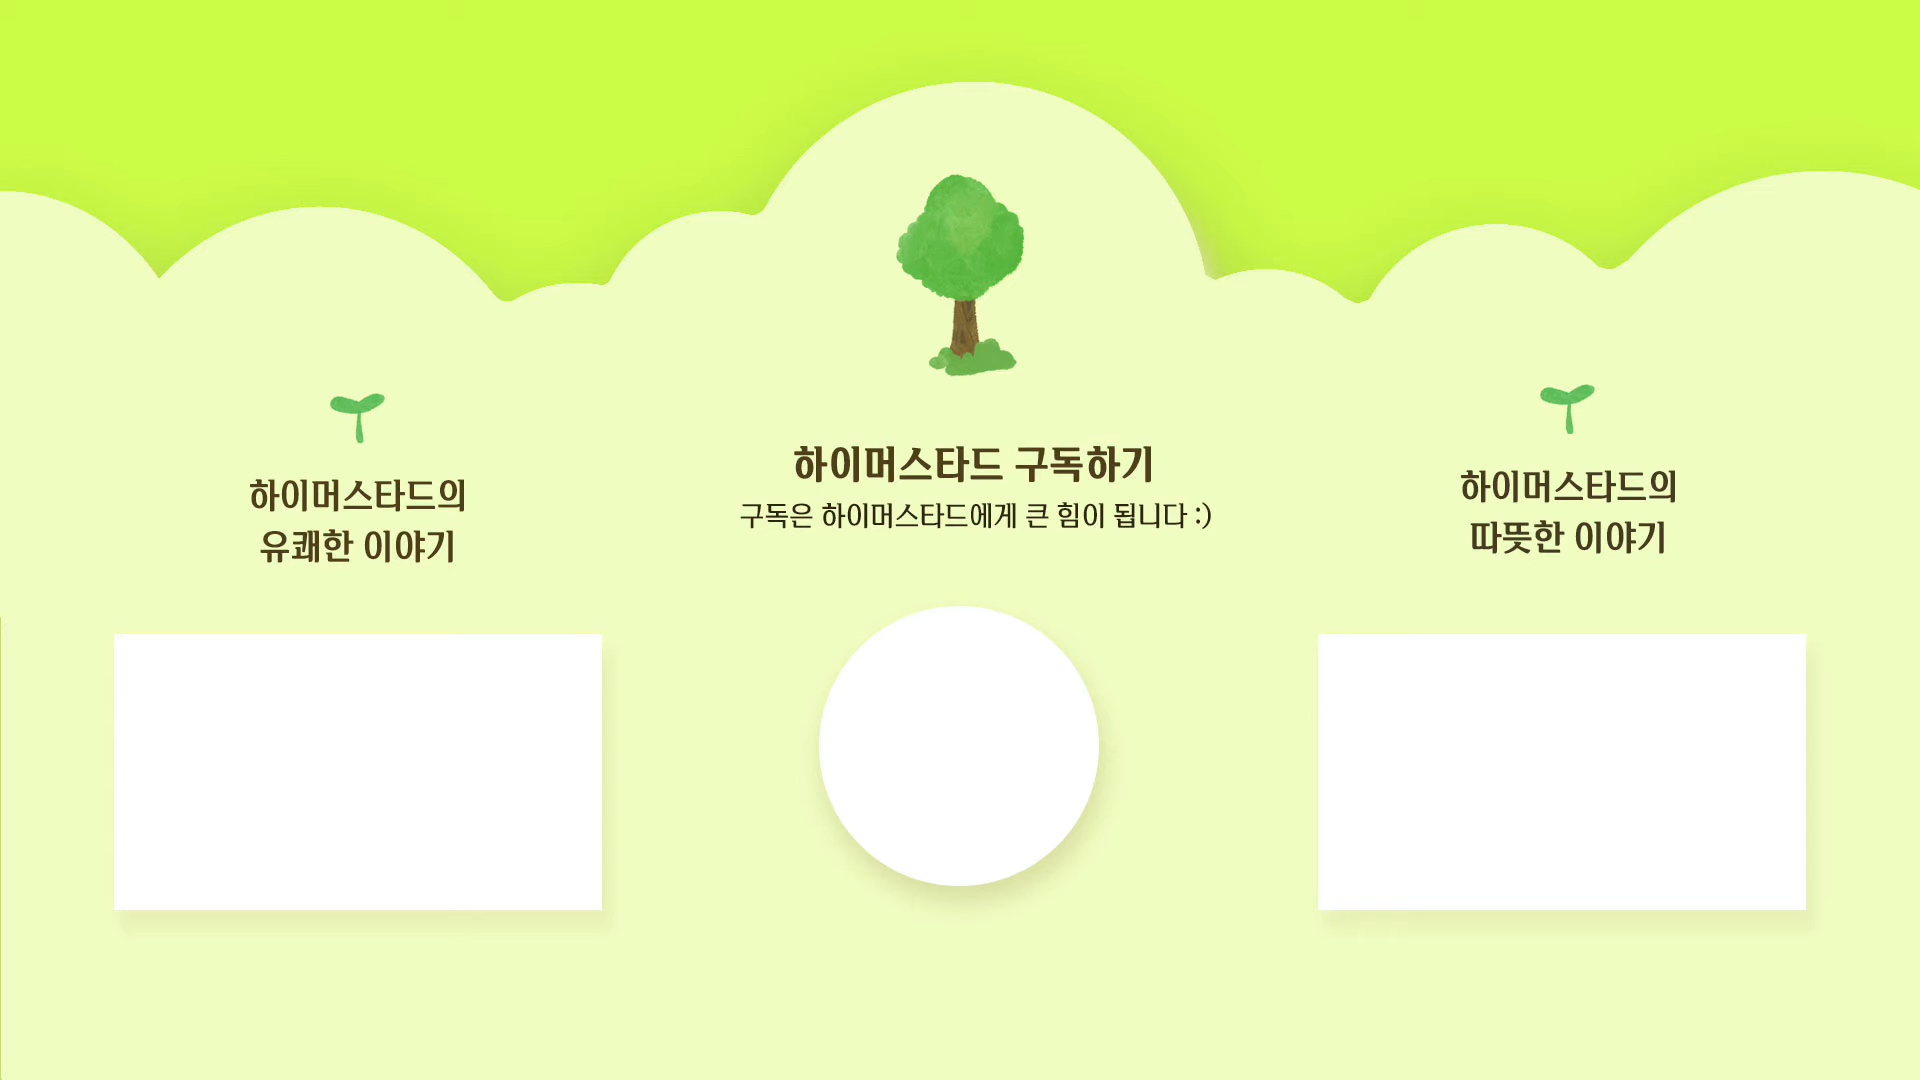 하이머스타드의
유쾌한 이야기
하이머스타드 구독하기
구독은 하이머스타드에게 큰 힘이 됩니다 :)
하이머스타드의
따뜻한 이야기